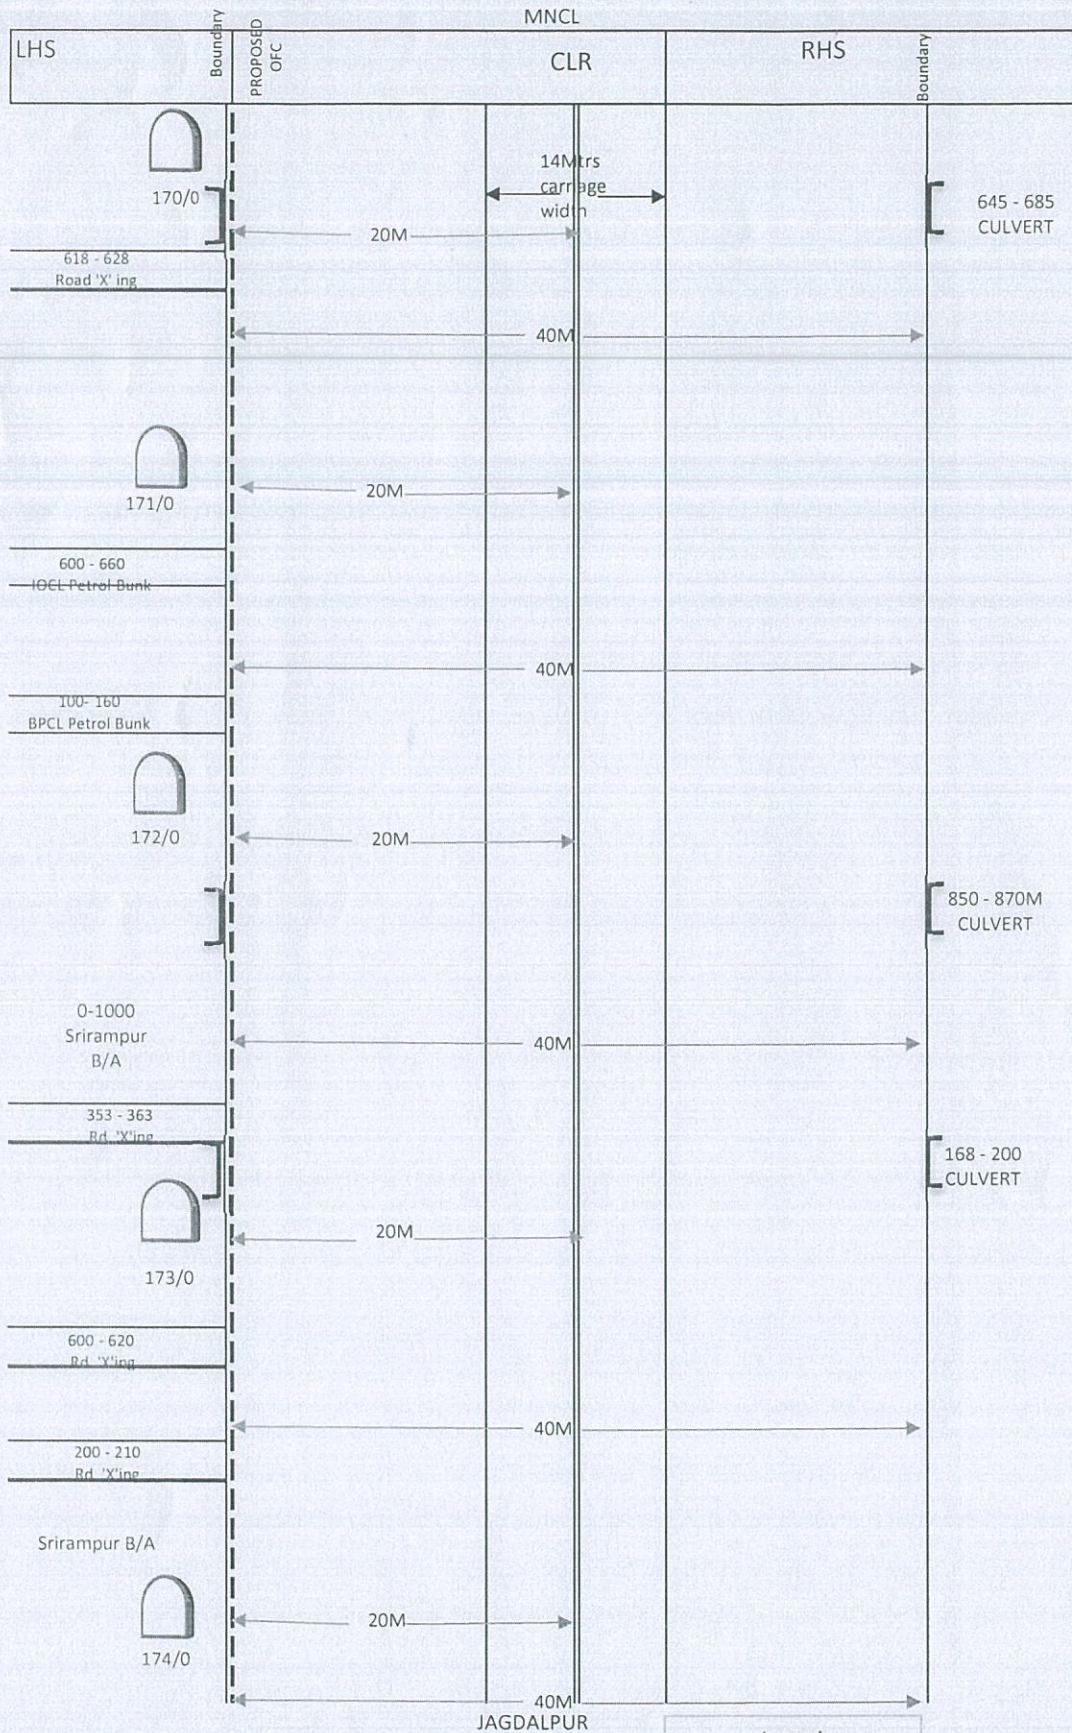 MNCL
LHS
Boundary
PROPOSED
OFC
CLR
RHS
Boundary
170/0
14Mtrs
carriage
width
645 - 685
CULVERT
20M
618 - 628
Road 'X' ing
40M
171/0
20M
600 - 660
IOCL Petrol Bunk
40M
100- 160
BPCL Petrol Bunk
172/0
20M
850 - 870M
CULVERT
0-1000
Srirampur
B/A
40M
353 - 363
Rd. 'X'ing
168 - 200
CULVERT
20M
173/0
600 - 620
Rd. 'X'ing
40M
200 - 210
Rd. 'X'ing
Srirampur B/A
20M
174/0
40M
JAGDALPUR